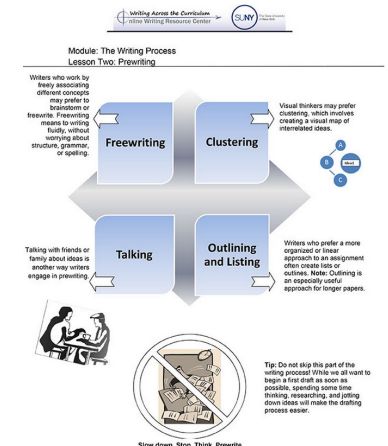 Writing Across the Curriculum
nline Writing Resource Center
SUNY
Module: The Writing Process
Lesson Two: Prewriting
Writers who work by
freely associating
different concepts
may prefer to
brainstorm or
freewrite. Freewriting
means to writing
fluidly, without
worrying about
structure, grammar,
or spelling.
Freewriting
Clustering
Visual thinkers may prefer
clustering, which involves
creating a visual map of
interrelated ideas.
A
B
C
Talking with friends or
family about ideas is
another way writers
engage in prewriting.
Talking
Outlining
and Listing
Writers who prefer a more
organized or linear
approach to an assignment
often create lists or
outlines. Note: Outlining is
an especially useful
approach for longer papers.
Tip: Do not skip this part of the
writing process! While we all want to
begin a first draft as soon as
possible, spending some time
thinking, researching, and jotting
down ideas will make the drafting
process easier.
Slow down. Stop. Think. Prewrite.